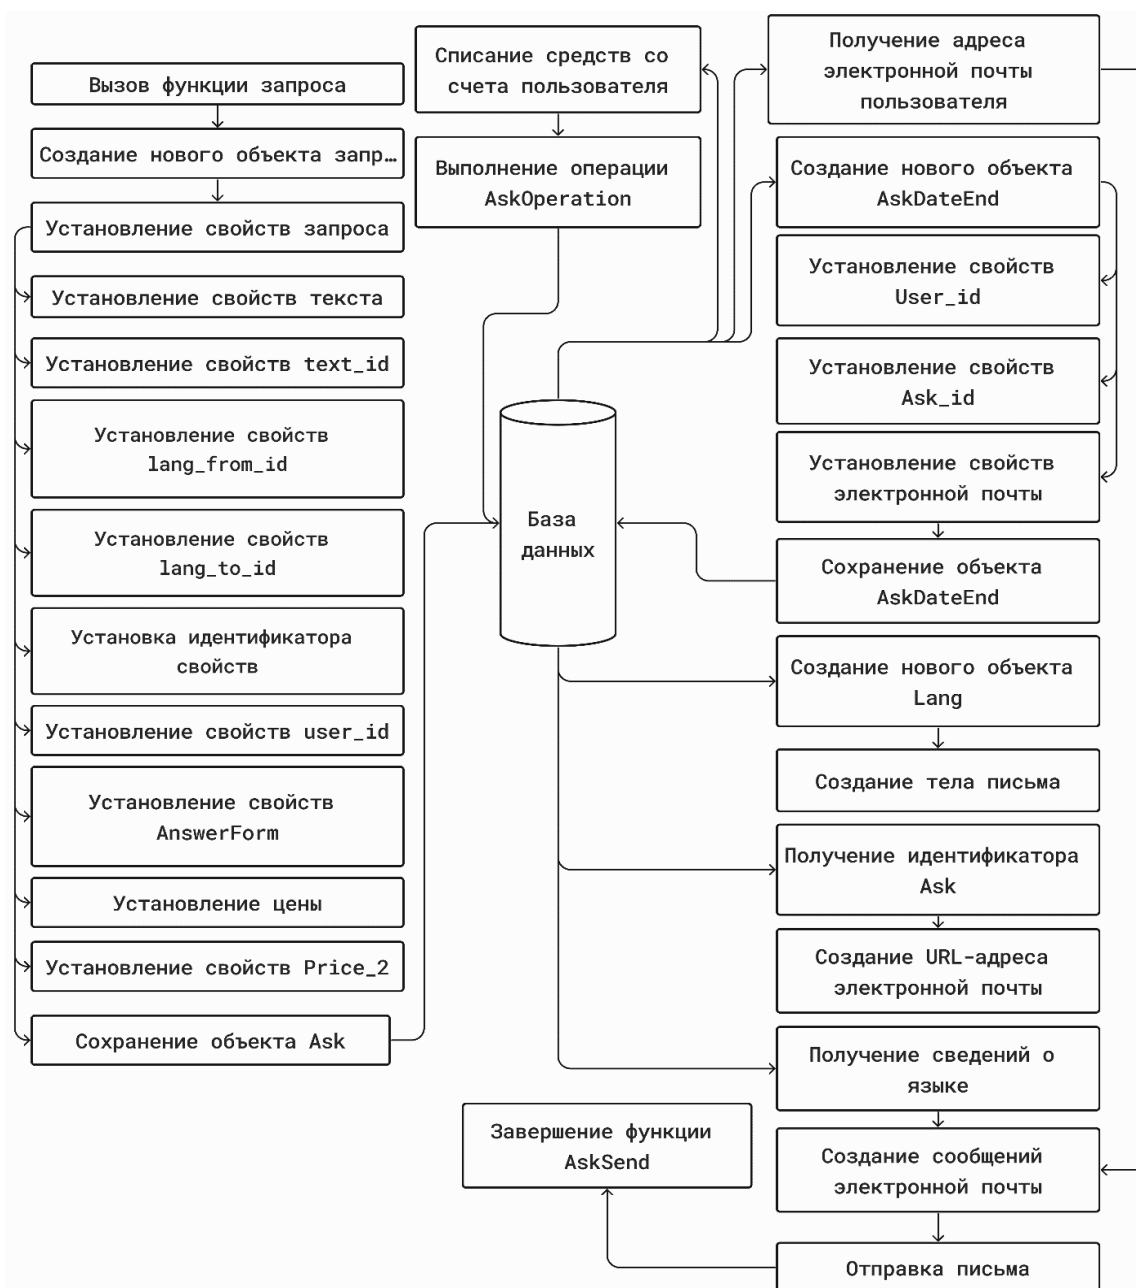 Вызов функции запроса
Создание нового объекта запр…
Установление свойств запроса
Установление свойств текста
Установление свойств text_id
Установление свойств
lang_from_id
Установление свойств
lang_to_id
Установка идентификатора
свойств
Установление свойств user_id
Установление свойств
AnswerForm
Установление цены
Установление свойств Price_2
Сохранение объекта Ask
Списание средств со
счета пользователя
Выполнение операции
AskOperation
База
данных
Завершение функции
AskSend
Получение адреса
электронной почты
пользователя
Создание нового объекта
AskDateEnd
Установление свойств
User_id
Установление свойств
Ask_id
Установление свойств
электронной почты
Сохранение объекта
AskDateEnd
Создание нового объекта
Lang
Создание тела письма
Получение идентификатора
Ask
Создание URL-адреса
электронной почты
Получение сведений о
языке
Создание сообщений
электронной почты
Отправка письма